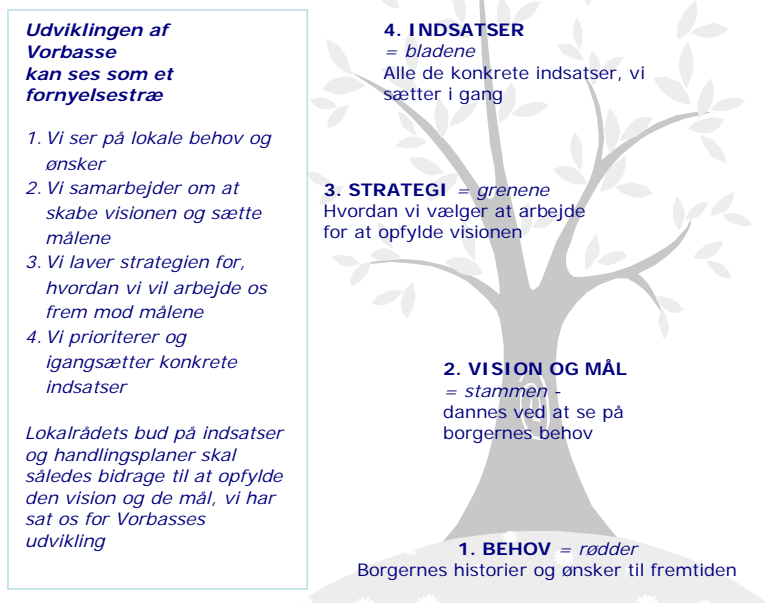 Udviklingen af
Vorbasse
kan ses som et
fornyelsestræ
1. Vi ser på lokale behov og
ønsker
2. Vi samarbejder om at
skabe visionen og sætte
målene
3. Vi laver strategien for,
hvordan vi vil arbejde os
frem mod målene
4. Vi prioriterer og
igangsætter konkrete
indsatser
Lokalrådets bud på indsatser
og handlingsplaner skal
således bidrage til at opfylde
den vision og de mål, vi har
sat os for Vorbasses
udvikling
4. INDSATSER
= bladene
Alle de konkrete indsatser, vi
sætter i gang
3. STRATEGI = grenene
Hvordan vi vælger at arbejde
for at opfylde visionen
2. VISION OG MÅL
= stammen -
dannes ved at se på
borgernes behov
1. BEHOV = rødder
Borgernes historier og ønsker til fremtiden